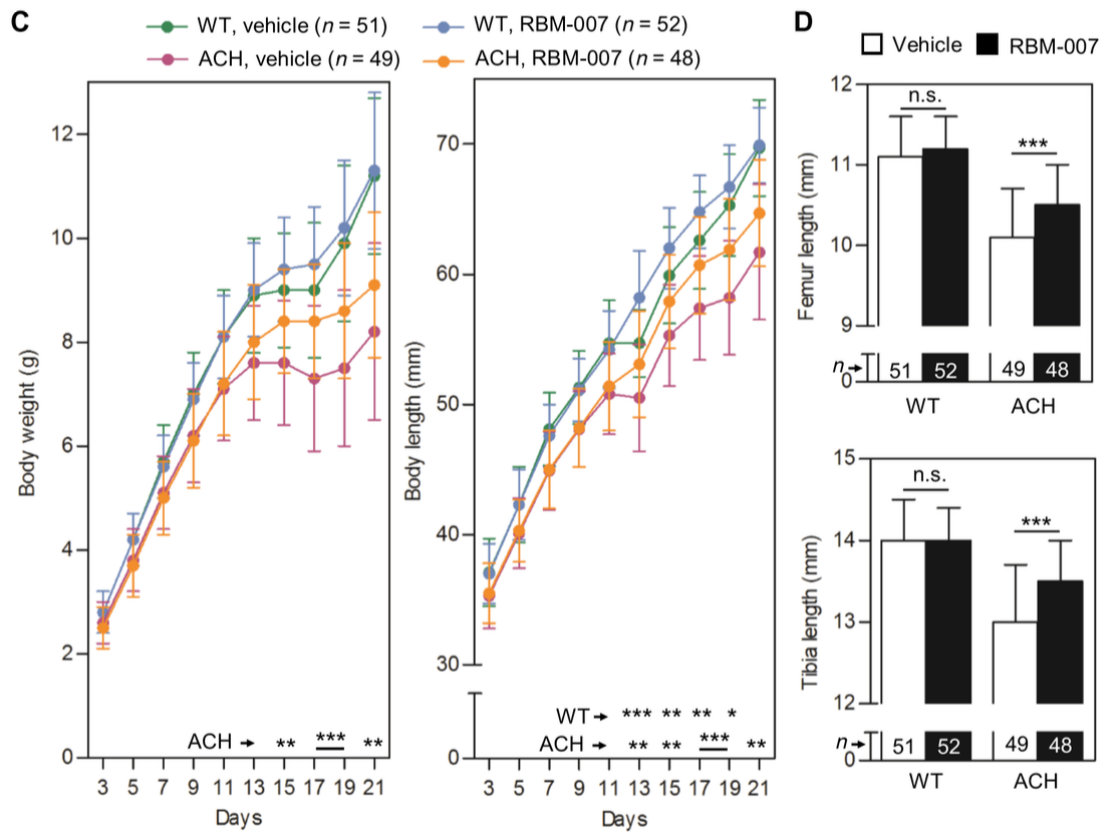 C
WT, vehicle (n = 51)
WT, RBM-007 (n = 52)
ACH, vehicle (n = 49)
ACH, RBM-007 (n = 48)
Body weight (g)
12
10
8
6
4
2
0
ACH → ** *** **
3 5 7 9 11 13 15 17 19 21
Days
Body length (mm)
70
60
50
40
30
0
WT → *** ** ** *
ACH → ** ** *** **
3 5 7 9 11 13 15 17 19 21
Days
D
Vehicle
RBM-007
Femur length (mm)
12
11
10
9
n.s.
***
n →
0
51 52 49 48
WT ACH
Tibia length (mm)
15
14
13
12
n.s.
***
n →
0
51 52 49 48
WT ACH